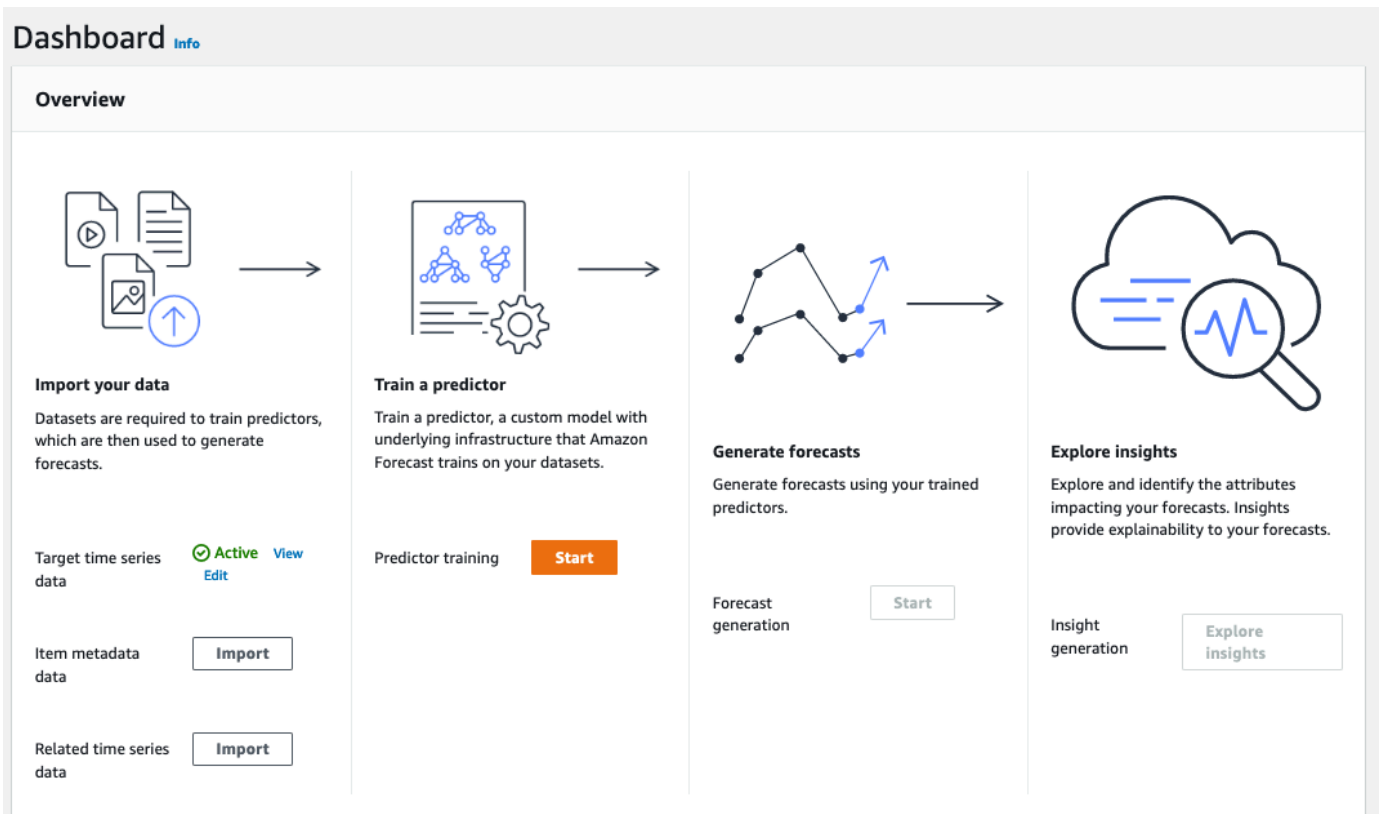 Dashboard Info
Overview
Import your data
Datasets are required to train predictors,
which are then used to generate
forecasts.
Target time series
data
Active View
Edit
Item metadata
data
Import
Related time series
data
Import
Train a predictor
Train a predictor, a custom model with
underlying infrastructure that Amazon
Forecast trains on your datasets.
Predictor training
Start
Generate forecasts
Generate forecasts using your trained
predictors.
Forecast
generation
Start
Explore insights
Explore and identify the attributes
impacting your forecasts. Insights
provide explainability to your forecasts.
Insight
generation
Explore
insights